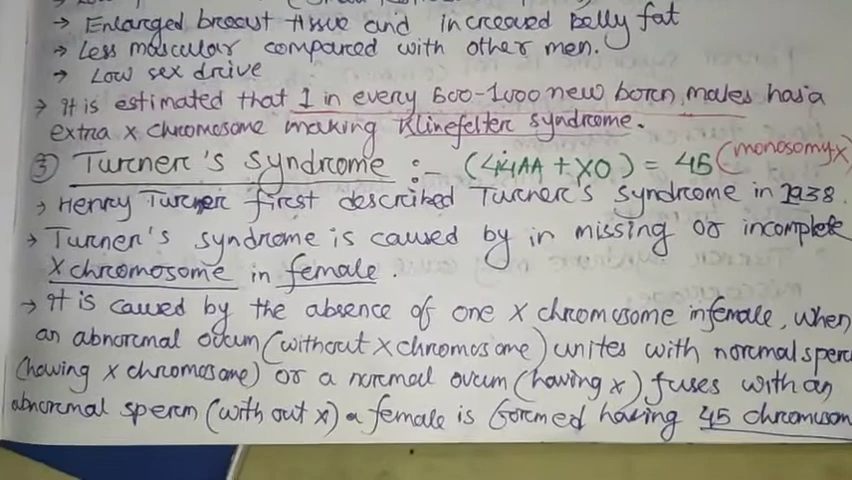 → Enlarged breast tissue and increased belly fat
→ Less muscular compared with other men.
→ Low sex drive
→ It is estimated that 1 in every 600-1000 new born males has a
extra x chromosome making Klinefelter syndrome.
③ Turner's Syndrome :- (44AA + XO) = 45 (monosomy-x)
→ Henry Turner first described Turner's syndrome in 1938.
→ Turner's syndrome is caused by in missing or incomplete
X chromosome in female.
→ It is caused by the absence of one X chromosome in female, When
an abnormal ovum (without X chromosome) unites with normal sper
(having X chromosome) or a normal ovum (having x) fuses with an
abnormal sperm (with out x) a female is formed having 45 chromosom